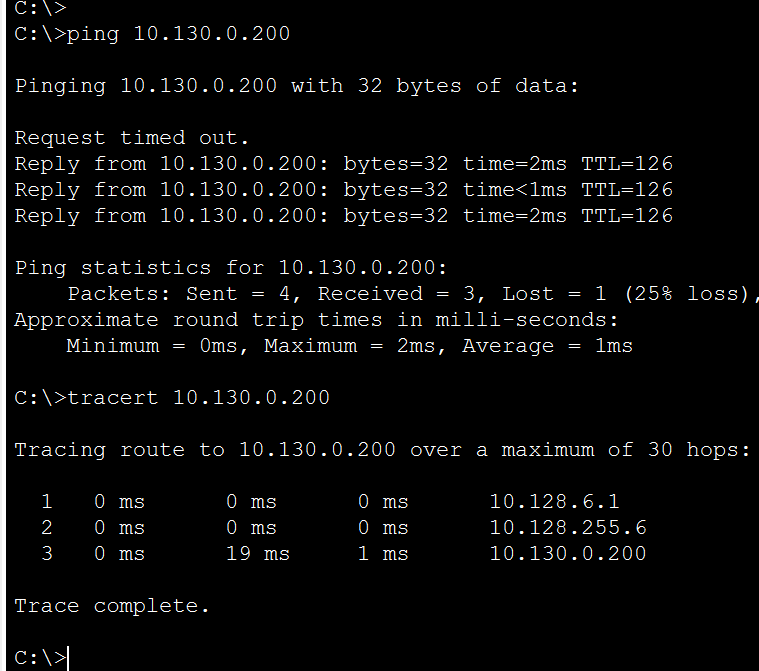 C:\>
C:\>ping 10.130.0.200
Pinging 10.130.0.200 with 32 bytes of data:
Request timed out.
Reply from 10.130.0.200: bytes=32 time=2ms TTL=126
Reply from 10.130.0.200: bytes=32 time<1ms TTL=126
Reply from 10.130.0.200: bytes=32 time=2ms TTL=126
Ping statistics for 10.130.0.200:
    Packets: Sent = 4, Received = 3, Lost = 1 (25% loss),
Approximate round trip times in milli-seconds:
    Minimum = 0ms, Maximum = 2ms, Average = 1ms
C:\>tracert 10.130.0.200
Tracing route to 10.130.0.200 over a maximum of 30 hops:
  1   0 ms      0 ms      0 ms      10.128.6.1
  2   0 ms      0 ms      0 ms      10.128.255.6
  3   0 ms      19 ms     1 ms      10.130.0.200
Trace complete.
C:\>